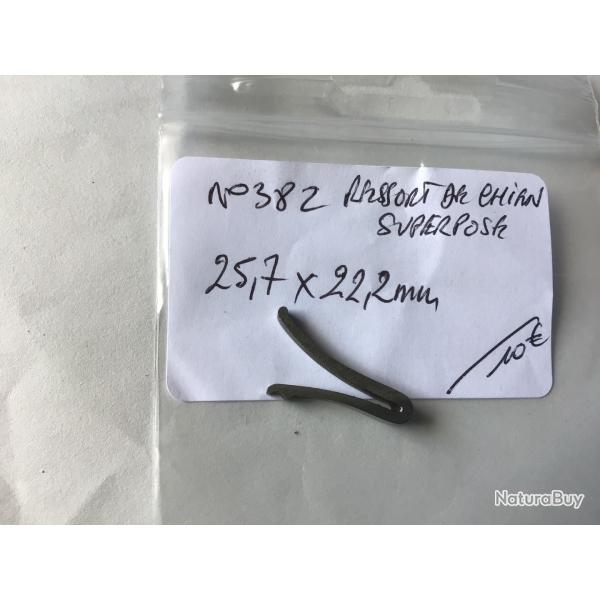 N°382 RESSORT DE CHIEN
SUPERPOSE
25,7 x 22,2mm
10€
NaturaBuy